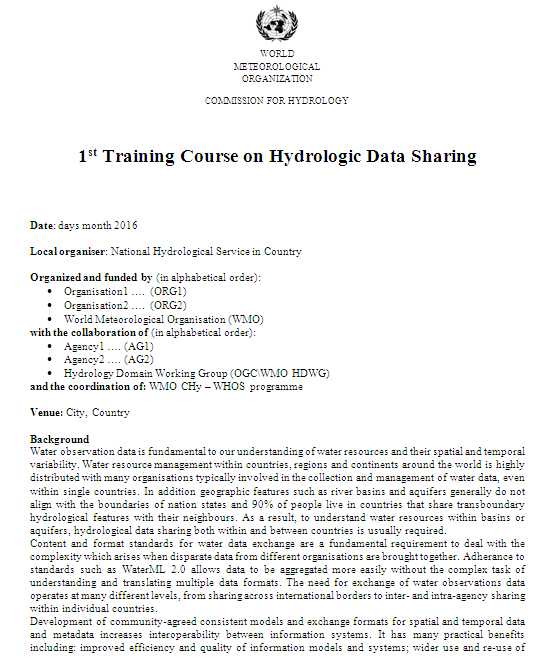 WORLD
METEOROLOGICAL
ORGANIZATION
COMMISSION FOR HYDROLOGY
1st Training Course on Hydrologic Data Sharing
Date: days month 2016
Local organiser: National Hydrological Service in Country
Organized and funded by (in alphabetical order):
• Organisation1 .... (ORG1)
• Organisation2 .... (ORG2)
• World Meteorological Organisation (WMO)
with the collaboration of (in alphabetical order):
• Agency1 .... (AG1)
• Agency2 .... (AG2)
• Hydrology Domain Working Group (OGC\WMO HDWG)
and the coordination of: WMO CHy – WHOS programme
Venue: City, Country
Background
Water observation data is fundamental to our understanding of water resources and their spatial and temporal
variability. Water resource management within countries, regions and continents around the world is highly
distributed with many organisations typically involved in the collection and management of water data, even
within single countries. In addition geographic features such as river basins and aquifers generally do not
align with the boundaries of nation states and 90% of people live in countries that share transboundary
hydrological features with their neighbours. As a result, to understand water resources within basins or
aquifers, hydrological data sharing both within and between countries is usually required.
Content and format standards for water data exchange are a fundamental requirement to deal with the
complexity which arises when disparate data from different organisations are brought together. Adherance to
standards such as WaterML 2.0 allows data to be aggregated more easily without the complex task of
understanding and translating multiple data formats. The need for exchange of water observations data
operates at many different levels, from sharing across international borders to inter- and intra-agency sharing
within individual countries.
Development of community-agreed consistent models and exchange formats for spatial and temporal data
and metadata increases interoperability between information systems. It has many practical benefits
including: improved efficiency and quality of information models and systems; wider use and re-use of